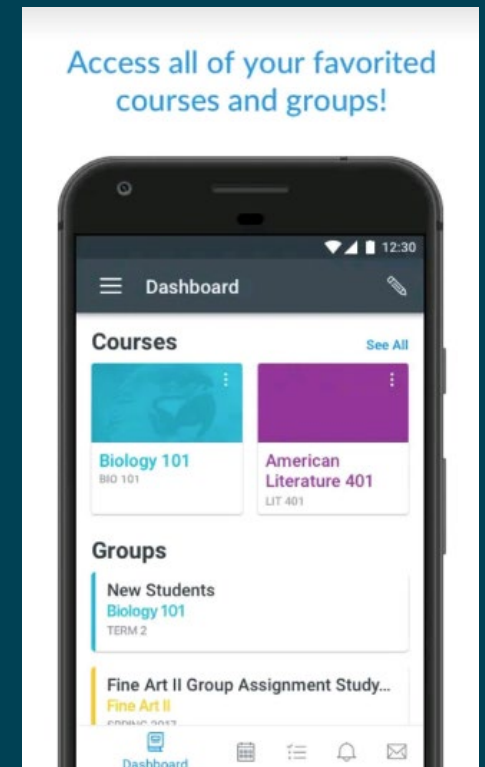 Access all of your favorited
courses and groups!
12:30
Dashboard
Courses
See All
Biology 101
BIO 101
American
Literature 401
LIT 401
Groups
New Students
Biology 101
TERM 2
Fine Art II Group Assignment Study...
Fine Art II
SPRING 2017
Dashboard